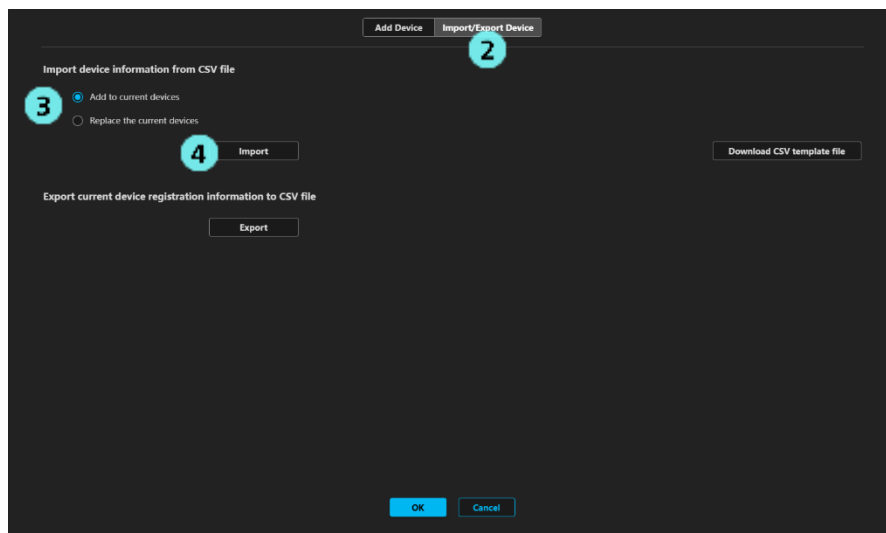 Add Device Import/Export Device
2
Import device information from CSV file
3
Add to current devices
Replace the current devices
4 Import Download CSV template file
Export current device registration information to CSV file
Export
OK Cancel